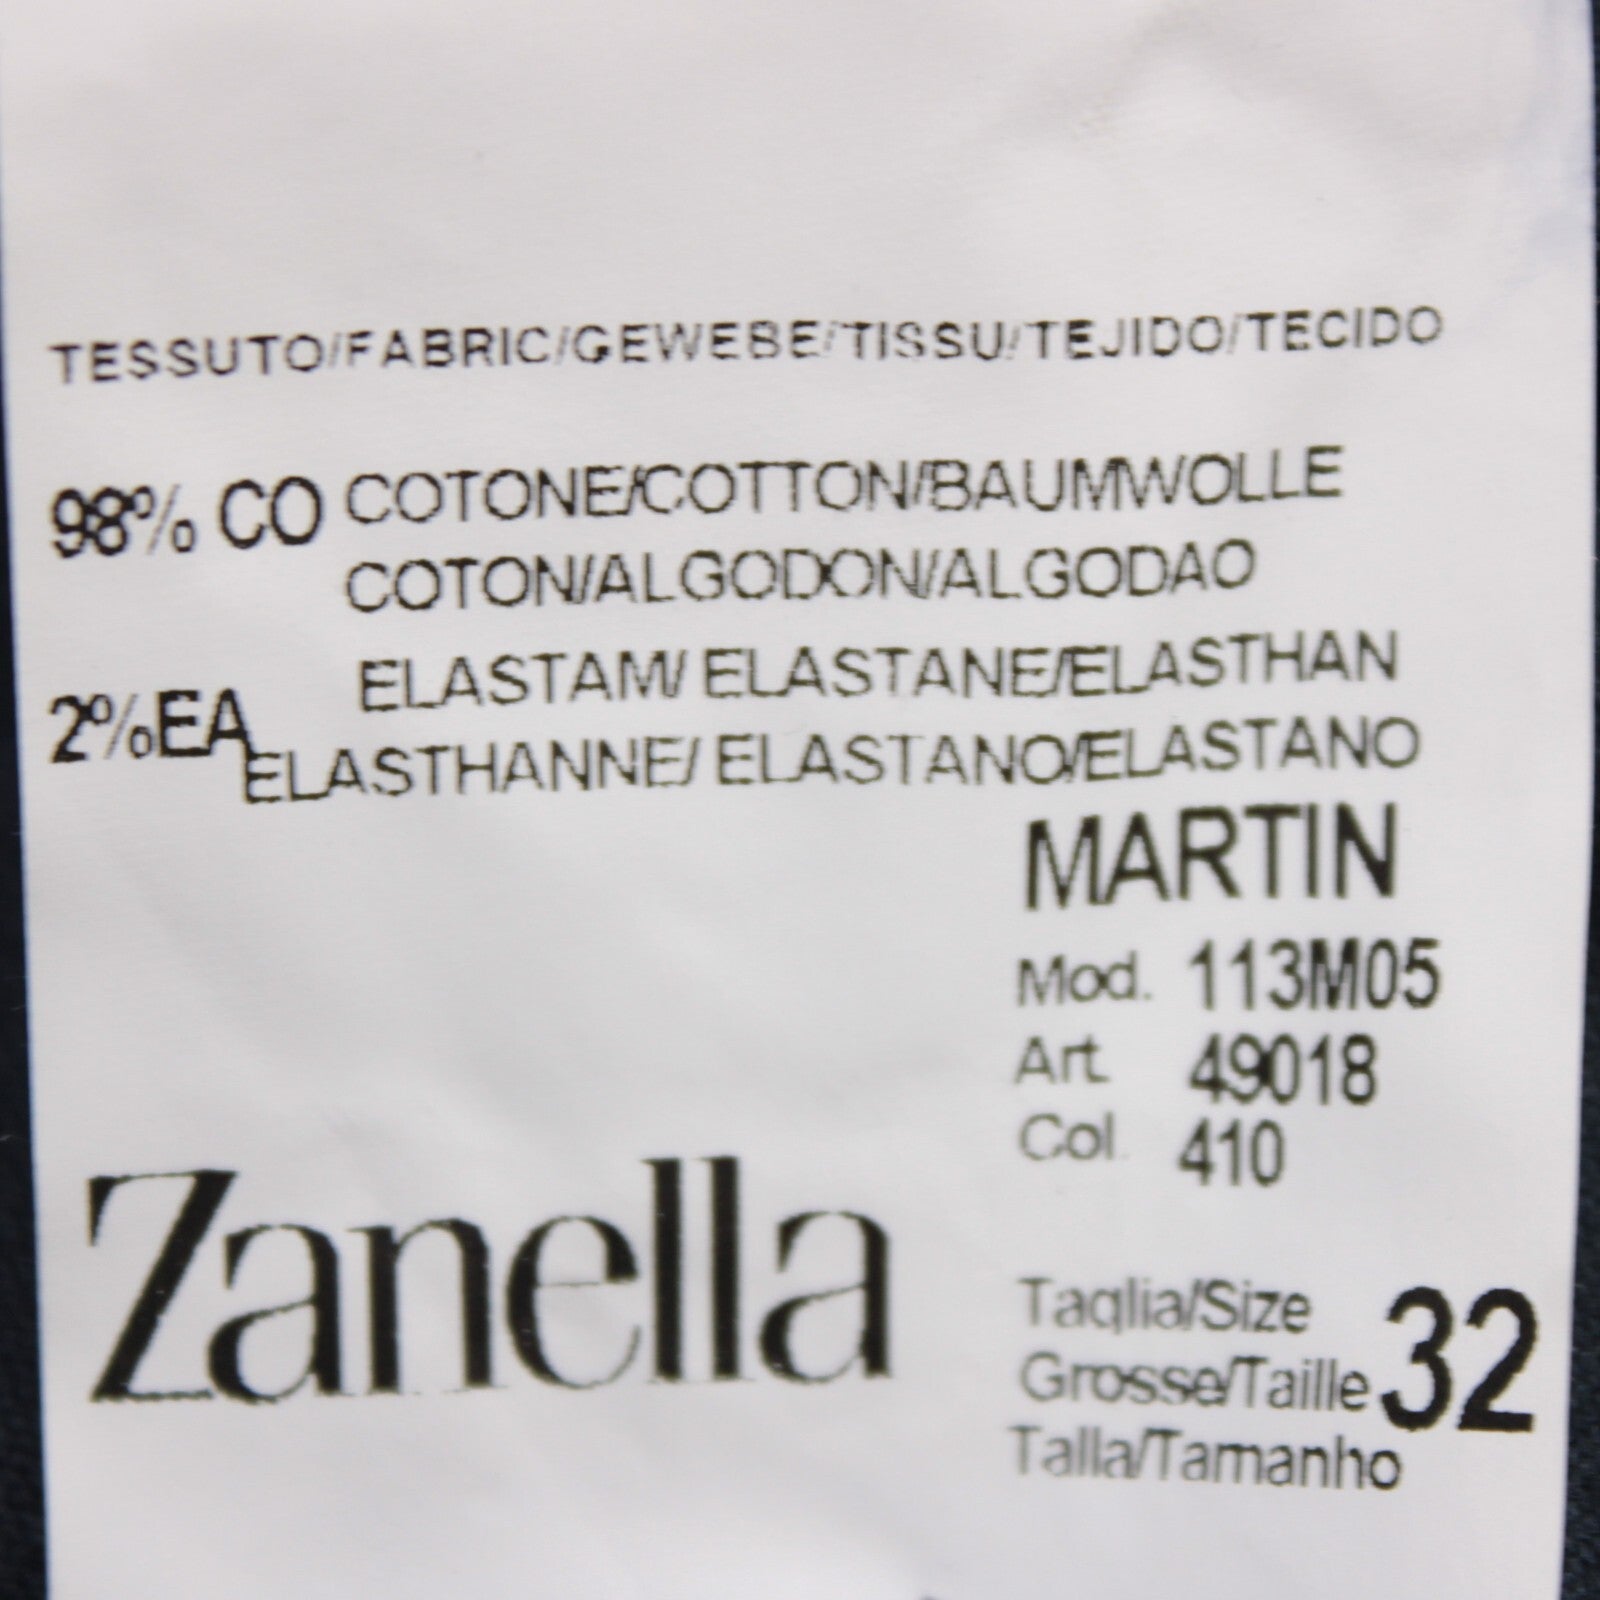 TESSUTO/FABRIC/GEWEBE/TISSU/TEJIDO/TECIDO
98% CO COTONE/COTTON/BAUMWOLLE
COTON/ALGODON/ALGODAO
2%EA ELASTAM/ ELASTANE/ELASTHAN
ELASTHANNE/ ELASTANO/ELASTANO
MARTIN
Mod. 113M05
Art. 49018
Col. 410
Zanella
Taglia/Size
Grosse/Taille 32
Talla/Tamanho